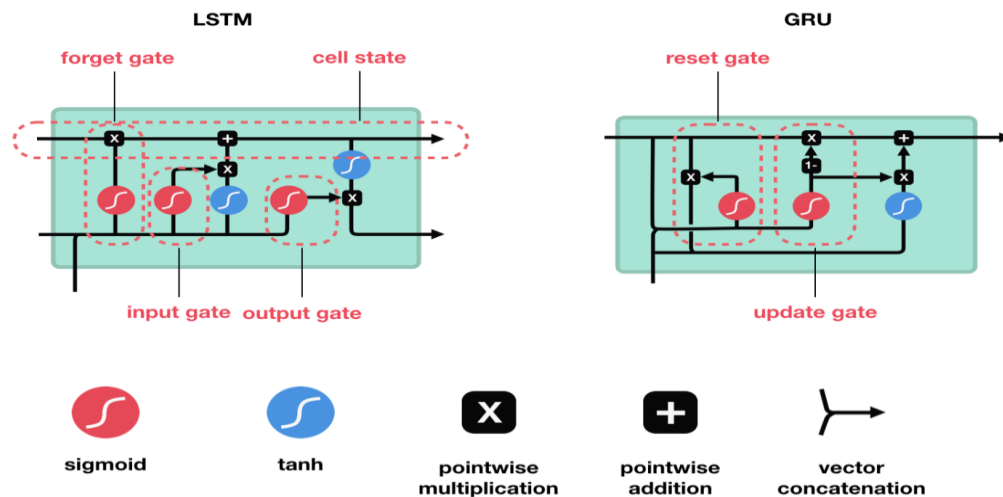 LSTM
GRU
forget gate
cell state
reset gate
x
+
x
x
x
x
1-
x
+
x
input gate
output gate
update gate
x
+
sigmoid
tanh
pointwise
multiplication
pointwise
addition
vector
concatenation